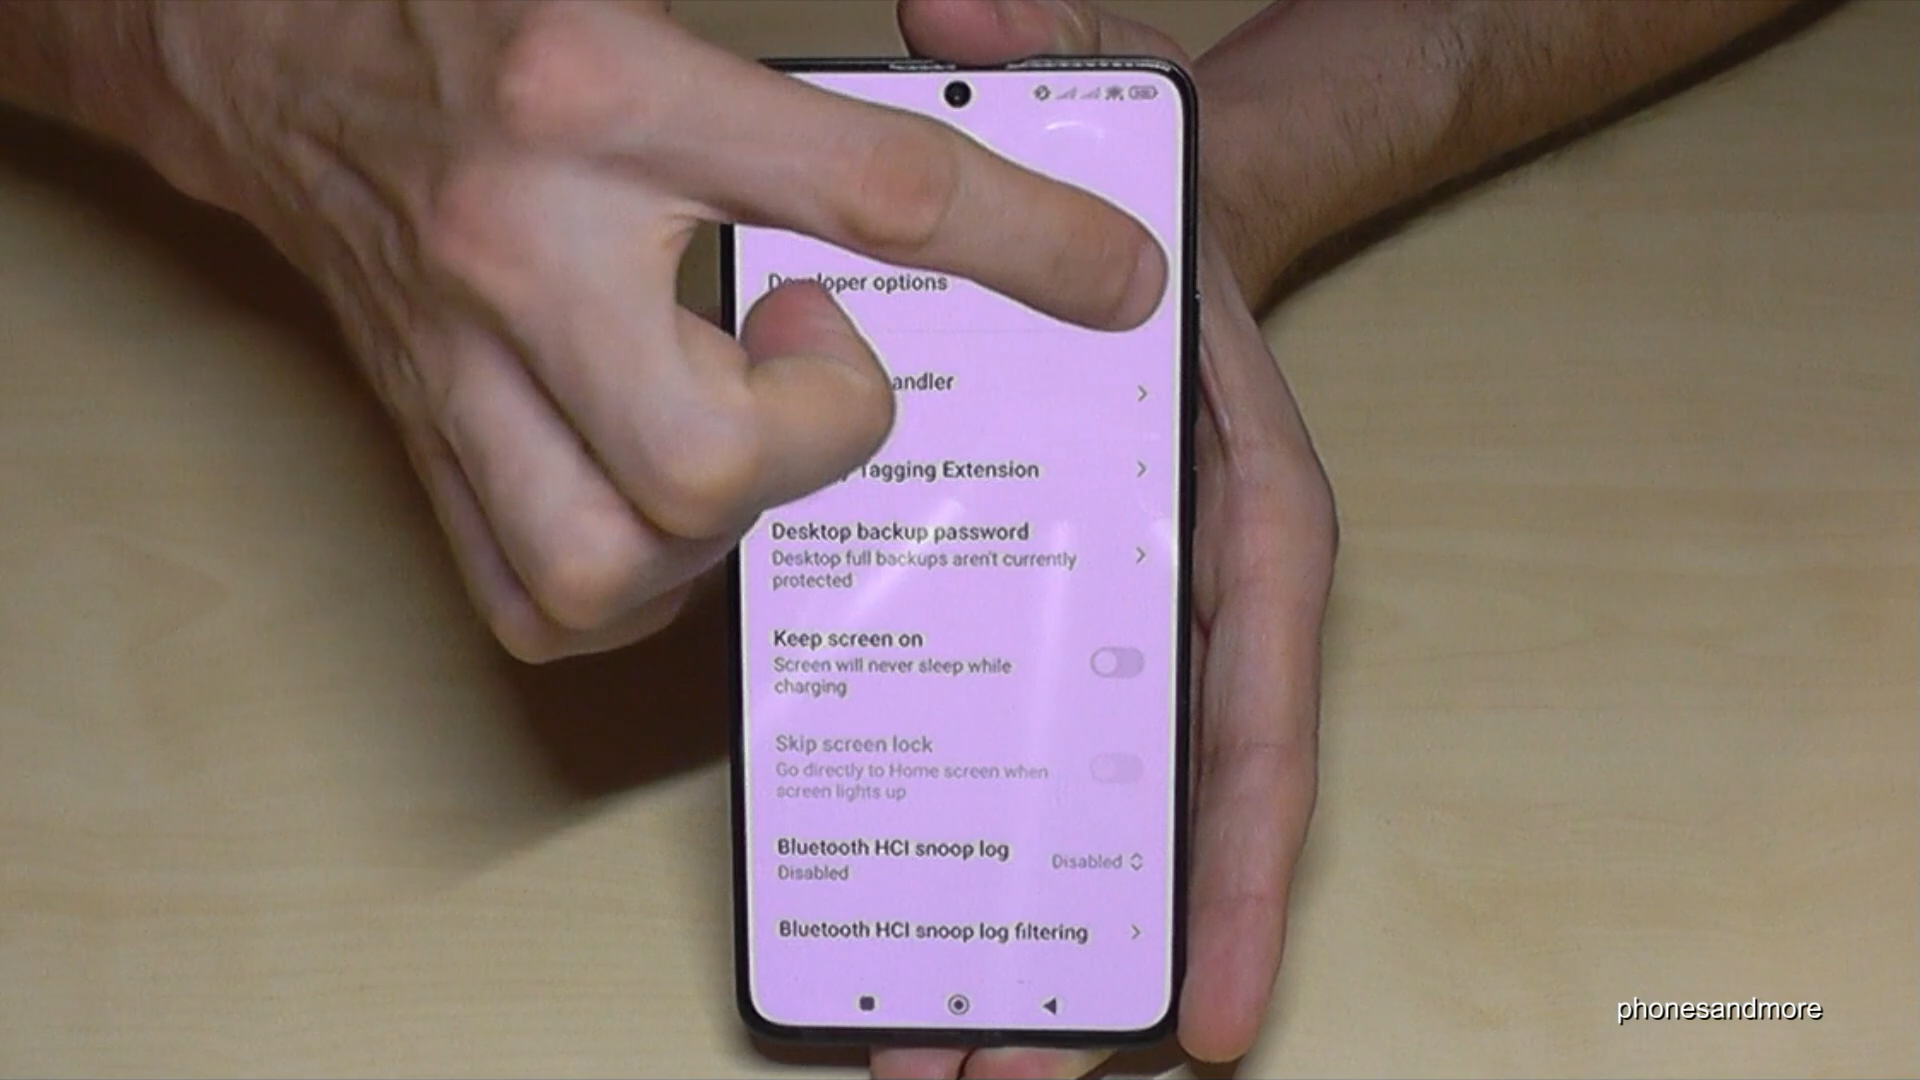 options
Tagging Extension
Desktop backup password
Desktop full backups aren't currently
protected
Keep screen on
Screen will never sleep while
charging
Skip screen lock
Go directly to Home screen when
screen lights up
Bluetooth HCI snoop log
Disabled
Disabled
Bluetooth HCI snoop log filtering
phonesandmore